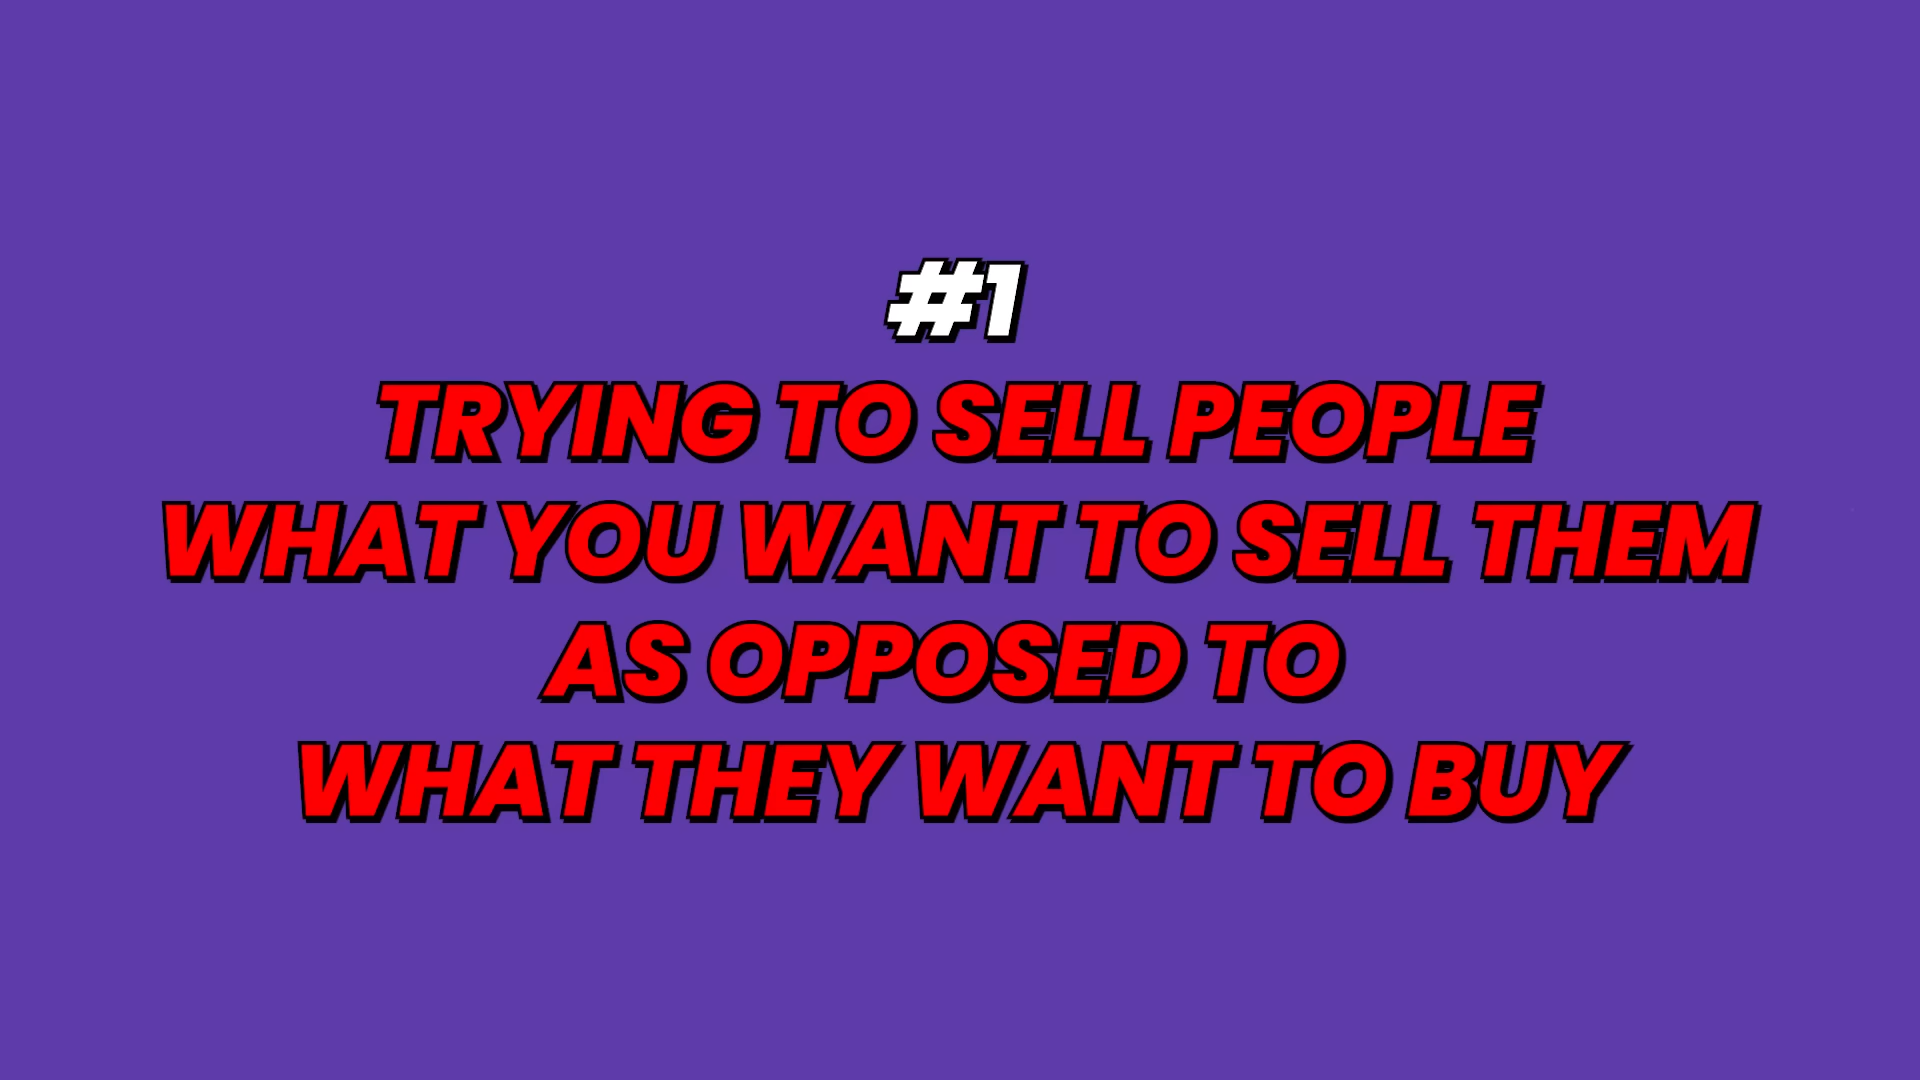 #1
TRYING TO SELL PEOPLE
WHAT YOU WANT TO SELL THEM
AS OPPOSED TO
WHAT THEY WANT TO BUY